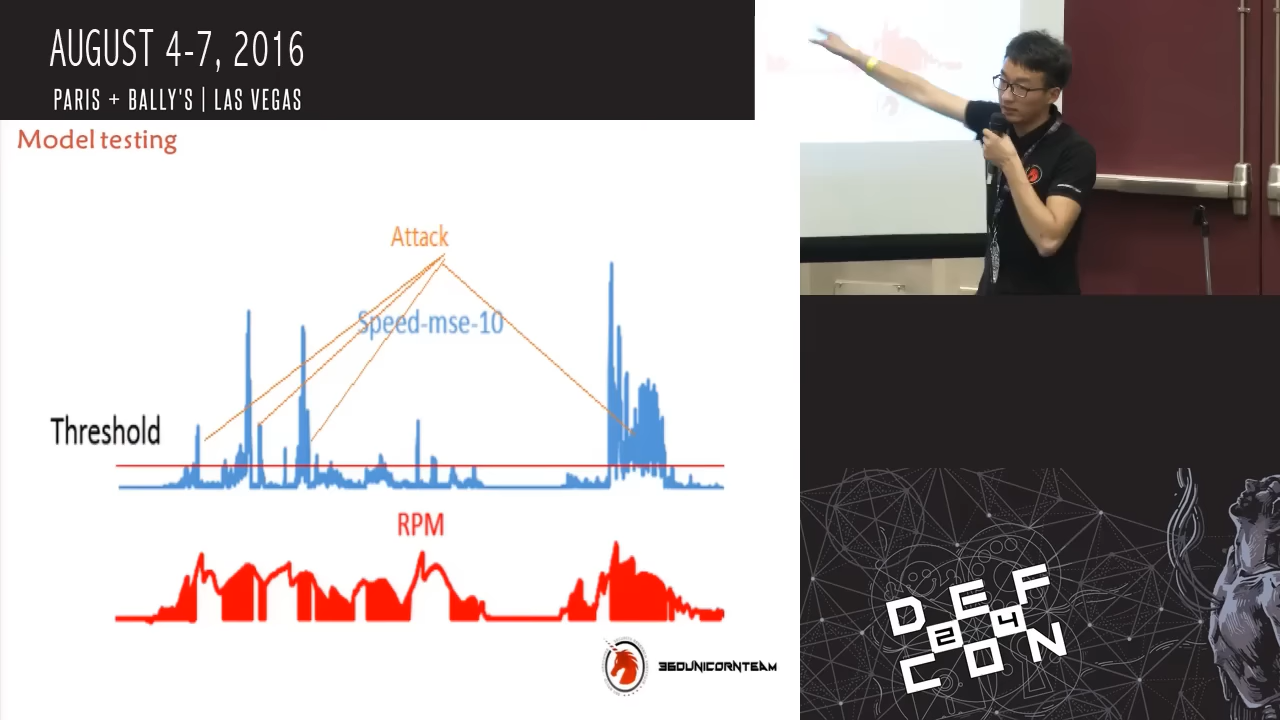 AUGUST 4-7, 2016
PARIS + BALLY'S | LAS VEGAS
Model testing
Attack
Speed-mse-10
Threshold
RPM
360UNICORNTEAM
DEF
24
CON